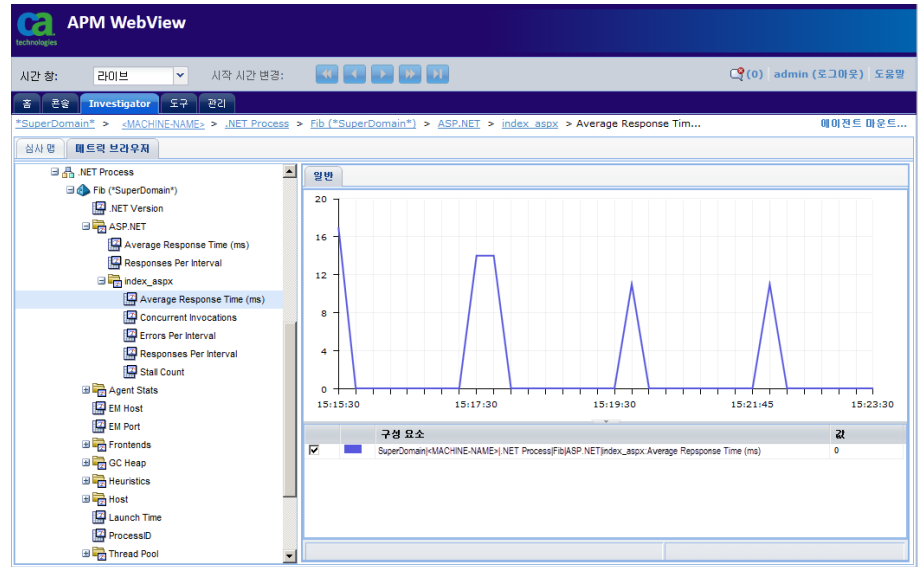 ca
technologies
APM WebView
시간 창: 라이브 시작 시간 변경: (0) admin (로그아웃) 도움말
홈 콘솔 Investigator 도구 관리
*SuperDomain* > <MACHINE-NAME> > .NET Process > Fib (*SuperDomain*) > ASP.NET > index_aspx > Average Response Tim... 에이전트 마운트...
심사 맵 메트릭 브라우저
.NET Process
Fib (*SuperDomain*)
.NET Version
ASP.NET
Average Response Time (ms)
Responses Per Interval
index_aspx
Average Response Time (ms)
Concurrent Invocations
Errors Per Interval
Responses Per Interval
Stall Count
Agent Stats
EM Host
EM Port
Frontends
GC Heap
Heuristics
Host
Launch Time
ProcessID
Thread Pool
일반
20
16
12
8
4
0
15:15:30 15:17:30 15:19:30 15:21:45 15:23:30
구성 요소 값
SuperDomain|<MACHINE-NAME>|.NET Process|Fib|ASP.NET|index_aspx:Average Repsponse Time (ms) 0